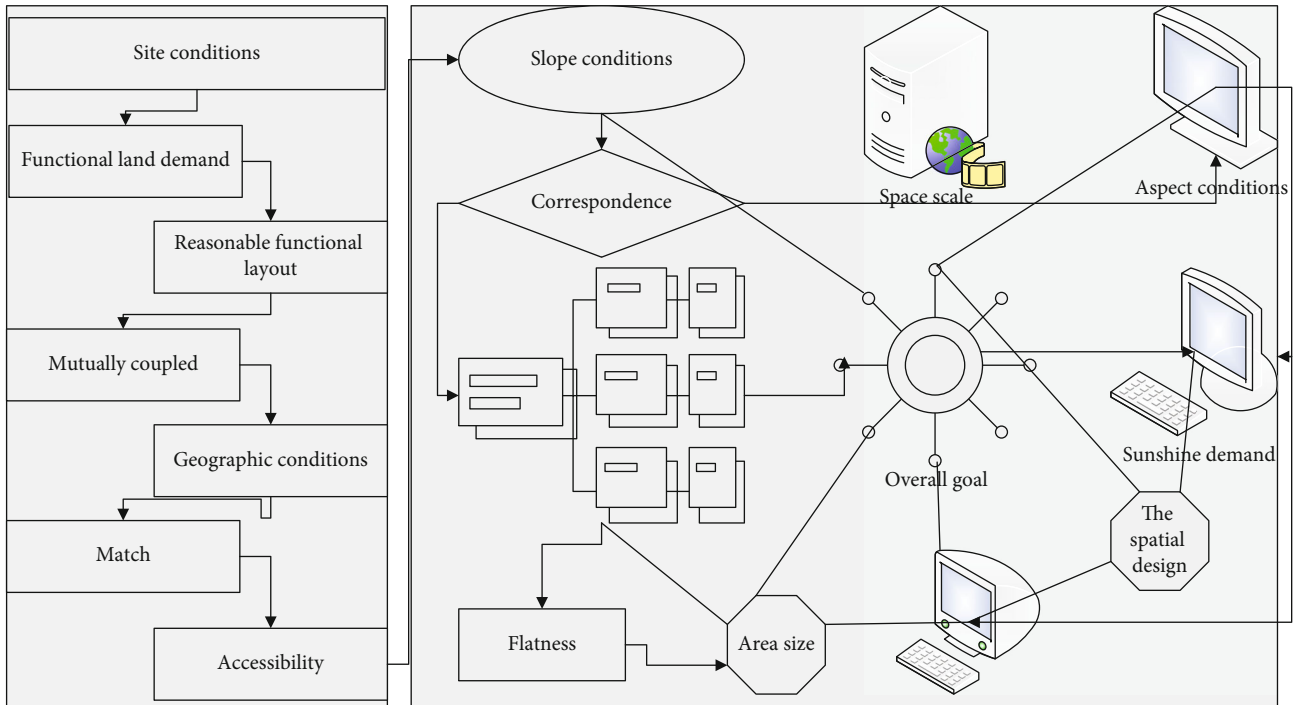 Site conditions
Functional land demand
Reasonable functional
layout
Mutually coupled
Geographic conditions
Match
Accessibility
Slope conditions
Correspondence
Flatness
Area size
Space scale
Aspect conditions
Overall goal
Sunshine demand
The
spatial
design